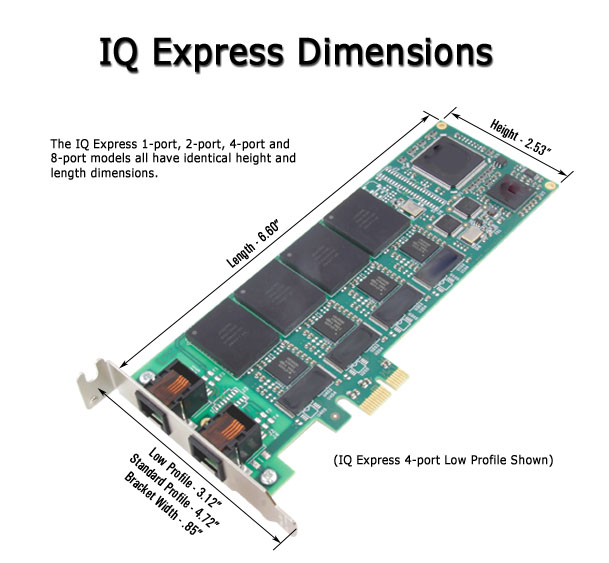 IQ Express Dimensions
The IQ Express 1-port, 2-port, 4-port and
8-port models all have identical height and
length dimensions.
Height - 2.53"
Length - 6.60"
(IQ Express 4-port Low Profile Shown)
Low Profile - 3.12"
Standard Profile - 4.72"
Bracket Width - .85"